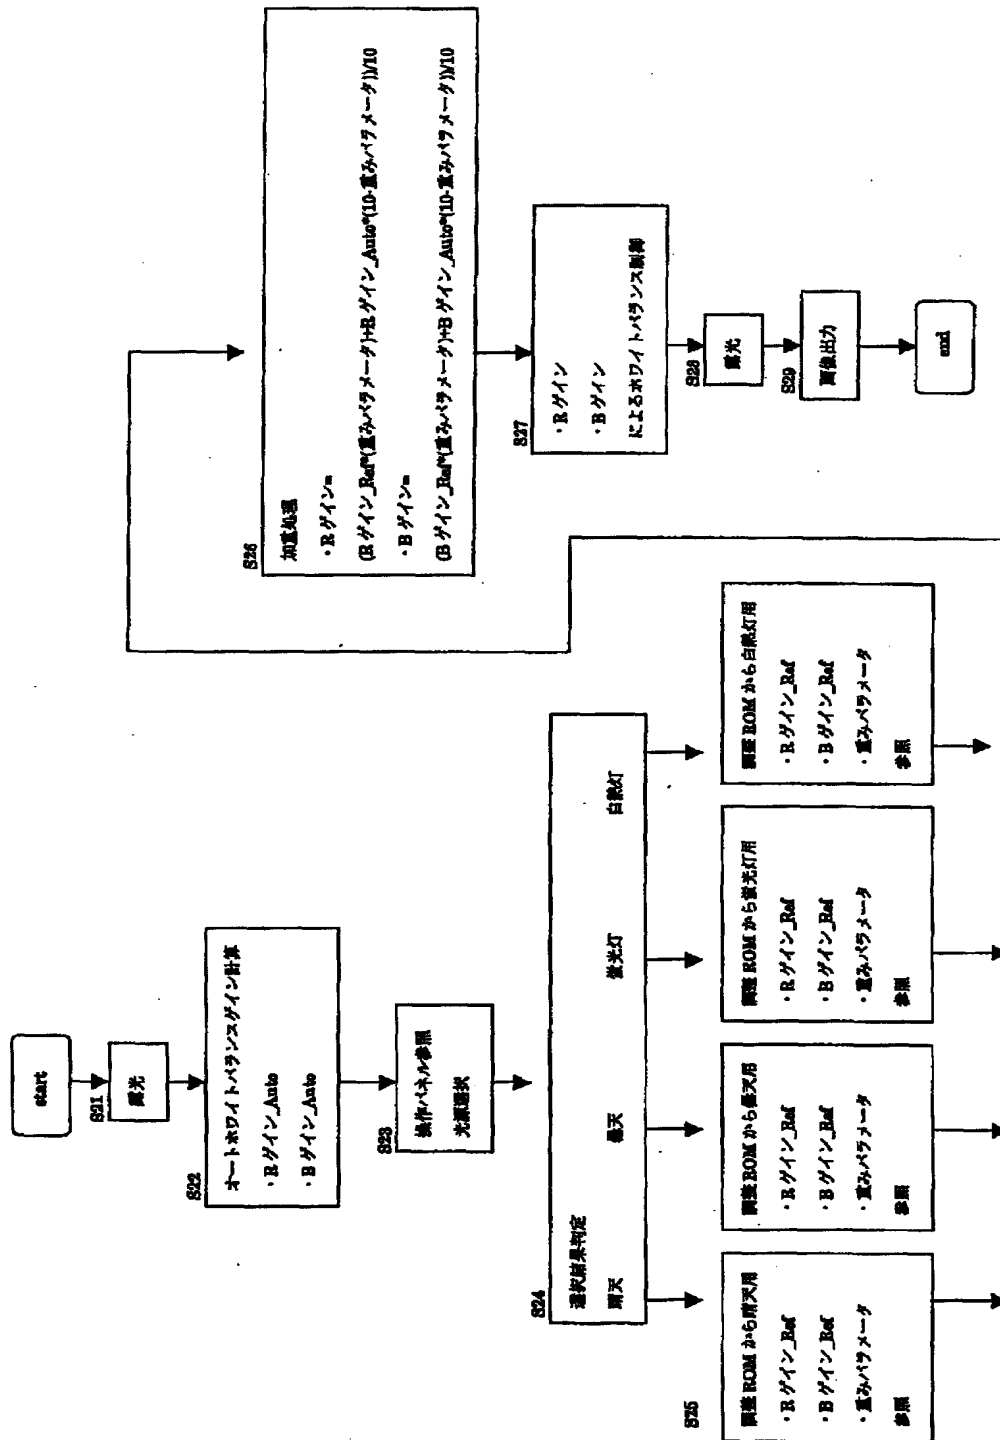 start
S21
露光
S22
オートホワイトバランスゲイン計算
・Rゲイン_Auto
・Bゲイン_Auto
S23
操作パネル参照
光源選択
S24
選択結果判定
晴天
曇天
蛍光灯
白熱灯
S25
調整ROMから晴天用
・Rゲイン_Ref
・Bゲイン_Ref
・重みパラメータ
参照
調整ROMから曇天用
・Rゲイン_Ref
・Bゲイン_Ref
・重みパラメータ
参照
調整ROMから蛍光灯用
・Rゲイン_Ref
・Bゲイン_Ref
・重みパラメータ
参照
調整ROMから白熱灯用
・Rゲイン_Ref
・Bゲイン_Ref
・重みパラメータ
参照
S26
加重処理
・Rゲイン=
(Rゲイン_Ref*(重みパラメータ)+Rゲイン_Auto*(10-重みパラメータ))/10
・Bゲイン=
(Bゲイン_Ref*(重みパラメータ)+Bゲイン_Auto*(10-重みパラメータ))/10
S27
・Rゲイン
・Bゲイン
によるホワイトバランス制御
S28
露光
S29
画像出力
end